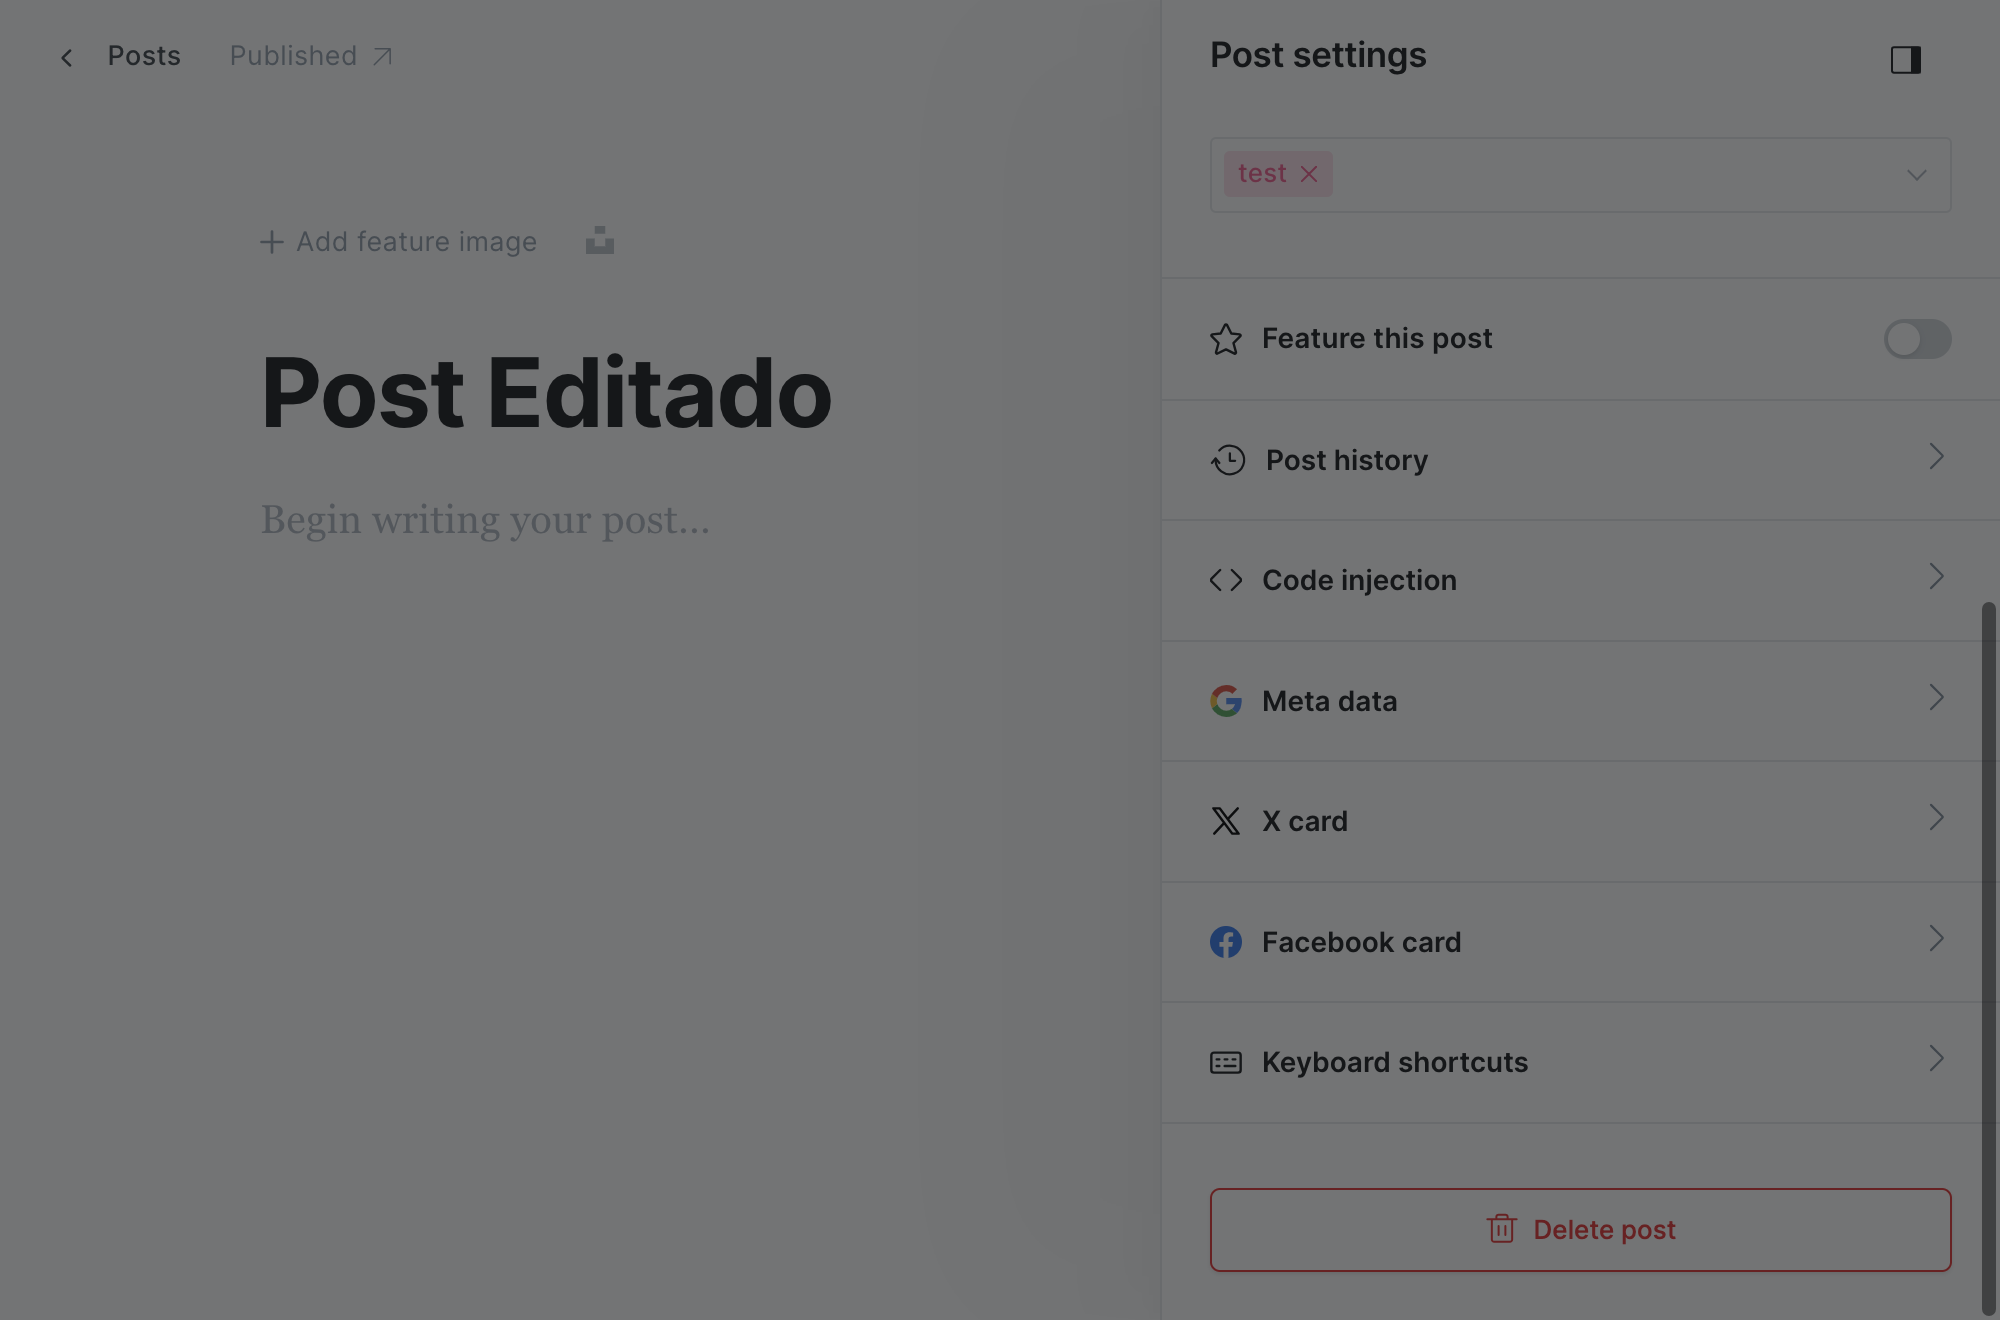 Posts
Published
Post settings
test
Add feature image
Feature this post
Post Editado
Post history
Begin writing your post...
Code injection
Meta data
X card
Facebook card
Keyboard shortcuts
Delete post